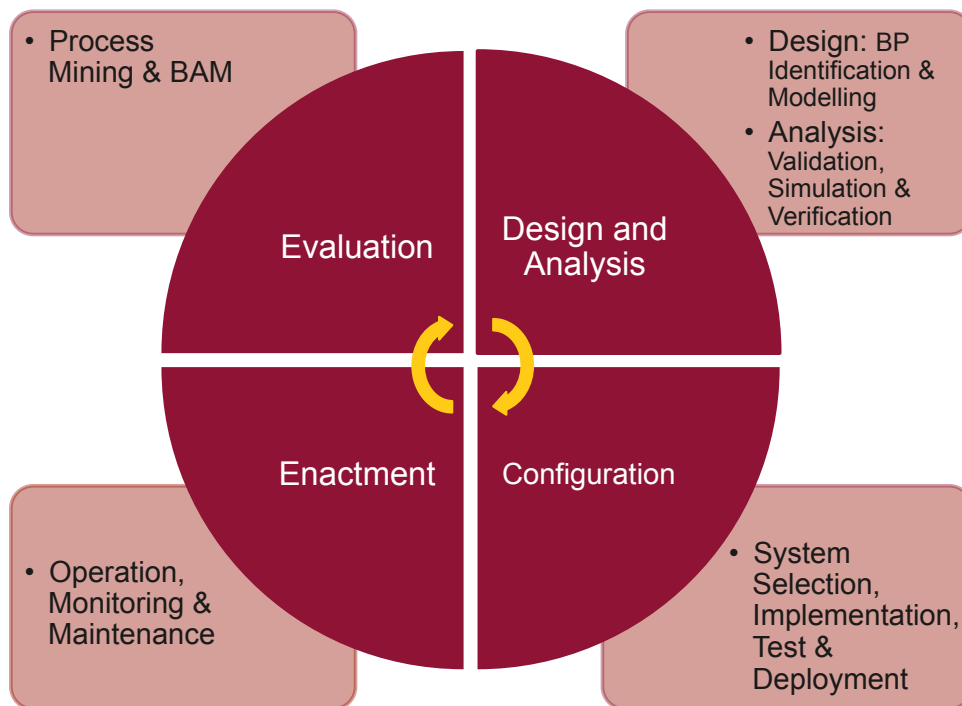 • Process
Mining & BAM
• Design: BP
Identification &
Modelling
• Analysis:
Validation,
Simulation &
Verification
Evaluation
Design and
Analysis
Enactment
Configuration
• Operation,
Monitoring &
Maintenance
• System
Selection,
Implementation,
Test &
Deployment